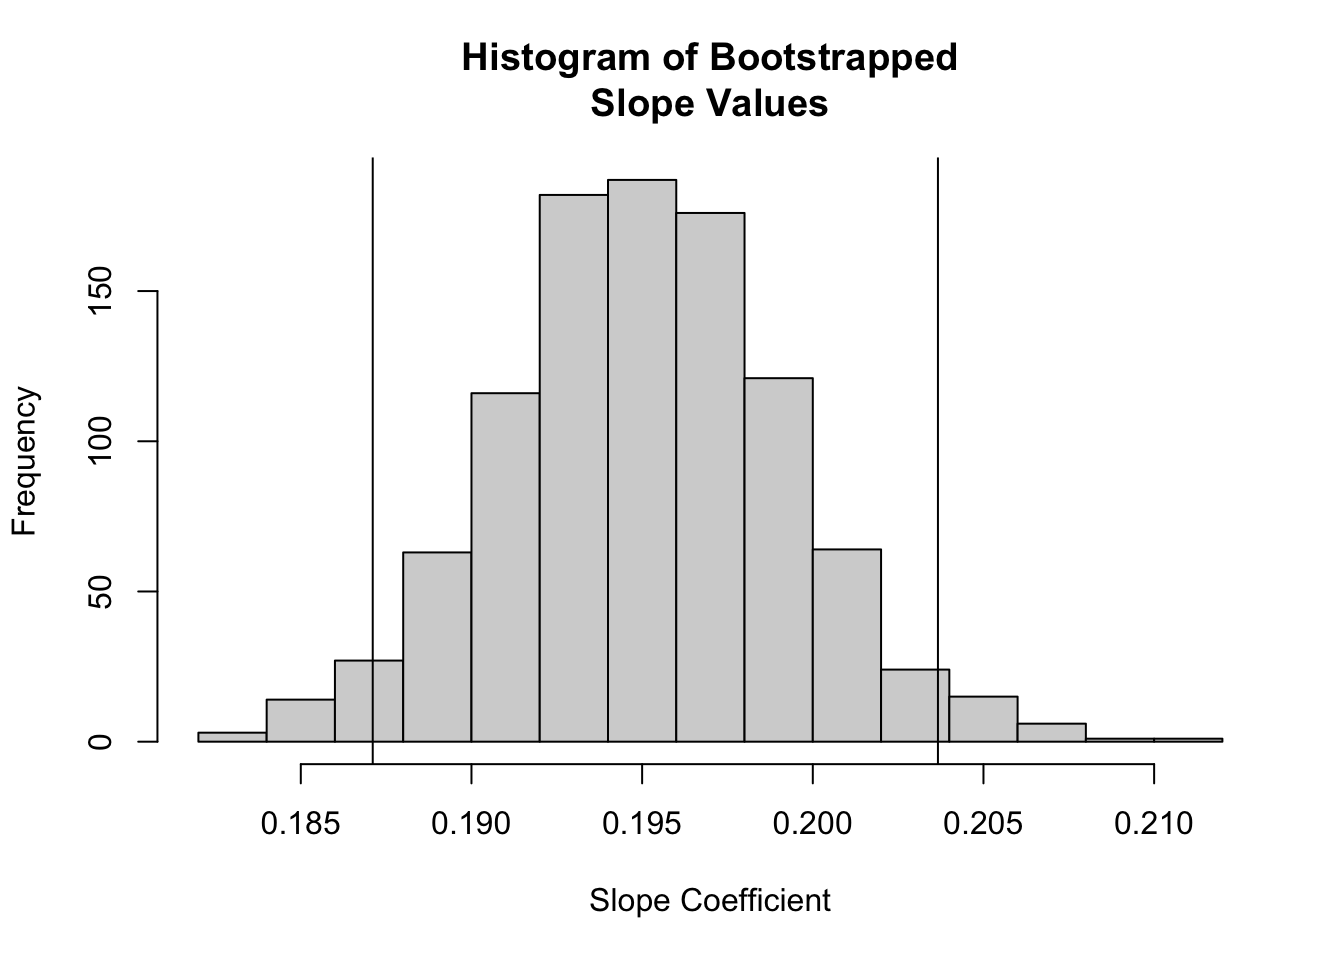 Histogram of Bootstrapped
Slope Values
Frequency
150
100
50
0
0.185 0.190 0.195 0.200 0.205 0.210
Slope Coefficient